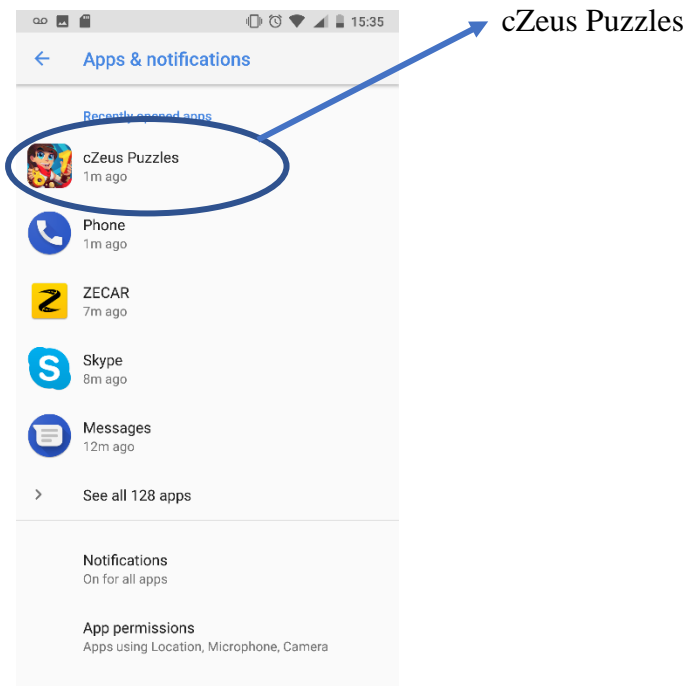 15:35
cZeus Puzzles
Apps & notifications
Recently opened apps
cZeus Puzzles
1m ago
Phone
1m ago
ZECAR
7m ago
Skype
8m ago
Messages
12m ago
See all 128 apps
Notifications
On for all apps
App permissions
Apps using Location, Microphone, Camera